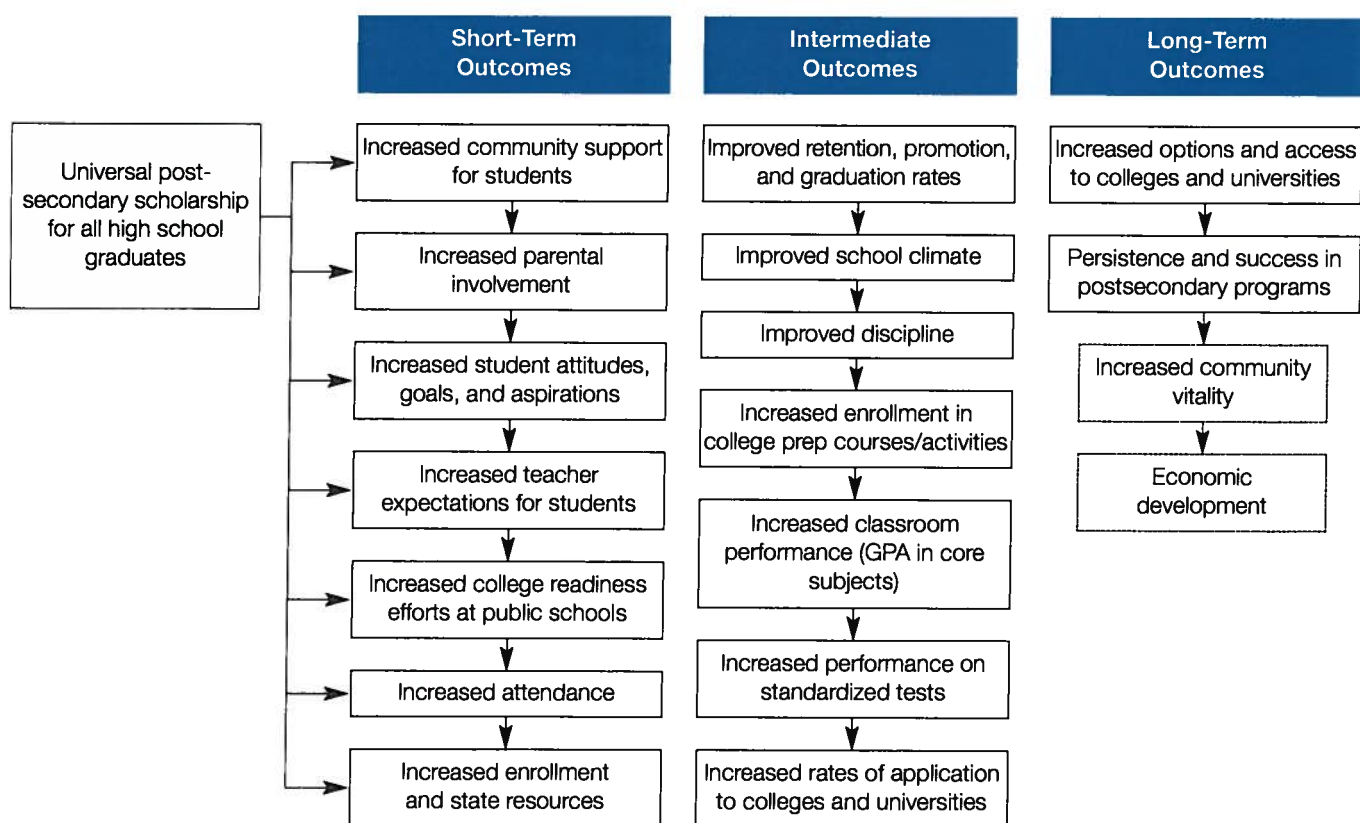 Short-Term
Outcomes
Intermediate
Outcomes
Long-Term
Outcomes
Universal post-
secondary scholarship
for all high school
graduates
Increased community support
for students
Increased parental
involvement
Increased student attitudes,
goals, and aspirations
Increased teacher
expectations for students
Increased college readiness
efforts at public schools
Increased attendance
Increased enrollment
and state resources
Improved retention, promotion,
and graduation rates
Improved school climate
Improved discipline
Increased enrollment in
college prep courses/activities
Increased classroom
performance (GPA in core
subjects)
Increased performance on
standardized tests
Increased rates of application
to colleges and universities
Increased options and access
to colleges and universities
Persistence and success in
postsecondary programs
Increased community
vitality
Economic
development